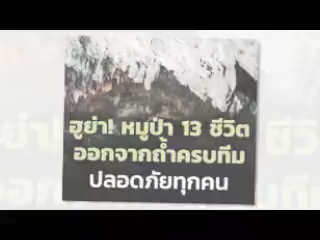 ฮูย่า! หมูป่า 13 ชีวิต
ออกจากถ้ำครบทีม
ปลอดภัยทุกคน